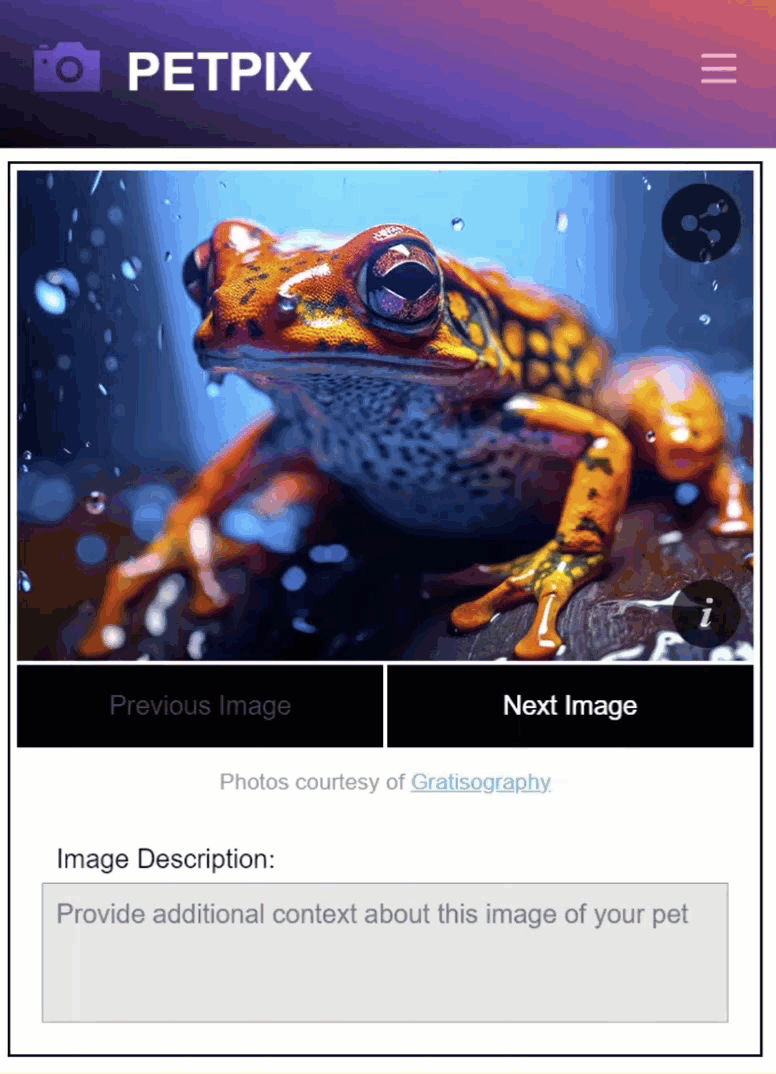 PETPIX
i
Previous Image
Next Image
Photos courtesy of Gratisography
Image Description:
Provide additional context about this image of your pet